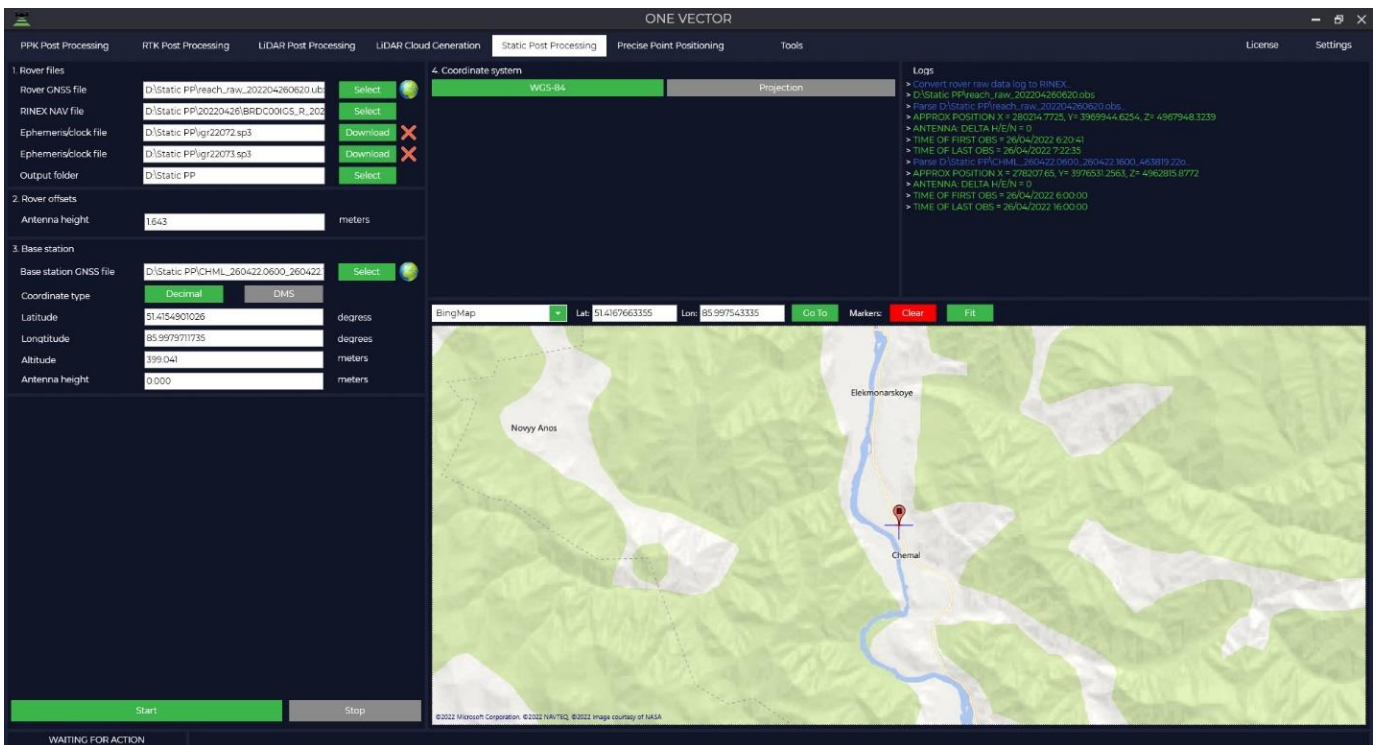 ONE VECTOR
PPK Post Processing RTK Post Processing LiDAR Post Processing LiDAR Cloud Generation Static Post Processing Precise Point Positioning Tools License Settings
1. Rover files
Rover GNSS file D:\Static PP\reach_raw_202204260620.ub Select
RINEX NAV file D:\Static PP\20220426\BRDC00IGS_R_202 Select
Ephemeris/clock file D:\Static PP\igr22072.sp3 Download
Ephemeris/clock file D:\Static PP\igr22073.sp3 Download
Output folder D:\Static PP Select
2. Rover offsets
Antenna height 1.643 meters
3. Base station
Base station GNSS file D:\Static PP\CHML_260422.0600_260422. Select
Coordinate type Decimal DMS
Latitude 51.4154901026 degress
Longtitude 85.9979711735 degrees
Altitude 399.041 meters
Antenna height 0.000 meters
Start Stop
WAITING FOR ACTION
4. Coordinate system
WGS-84 Projection
Logs
> Convert rover raw data log to RINEX...
> D:\Static PP\reach_raw_202204260620.obs
> Parse D:\Static PP\reach_raw_202204260620.obs...
> APPROX POSITION X = 280214.7725, Y= 3969944.6254, Z= 4967948.3239
> ANTENNA: DELTA H/E/N = 0
> TIME OF FIRST OBS = 26/04/2022 6:20:41
> TIME OF LAST OBS = 26/04/2022 7:22:35
> Parse D:\Static PP\CHML_260422.0600_260422.1600_463819.22o...
> APPROX POSITION X = 278207.65, Y= 3976531.2563, Z= 4962815.8772
> ANTENNA: DELTA H/E/N = 0
> TIME OF FIRST OBS = 26/04/2022 6:00:00
> TIME OF LAST OBS = 26/04/2022 16:00:00
BingMap Lat: 51.4167663355 Lon: 85.997543335 Go To Markers: Clear Fit
Elekmonarskoye
Novyy Anos
Chemal
©2022 Microsoft Corporation, ©2022 NAVTEQ, ©2022 Image courtesy of NASA